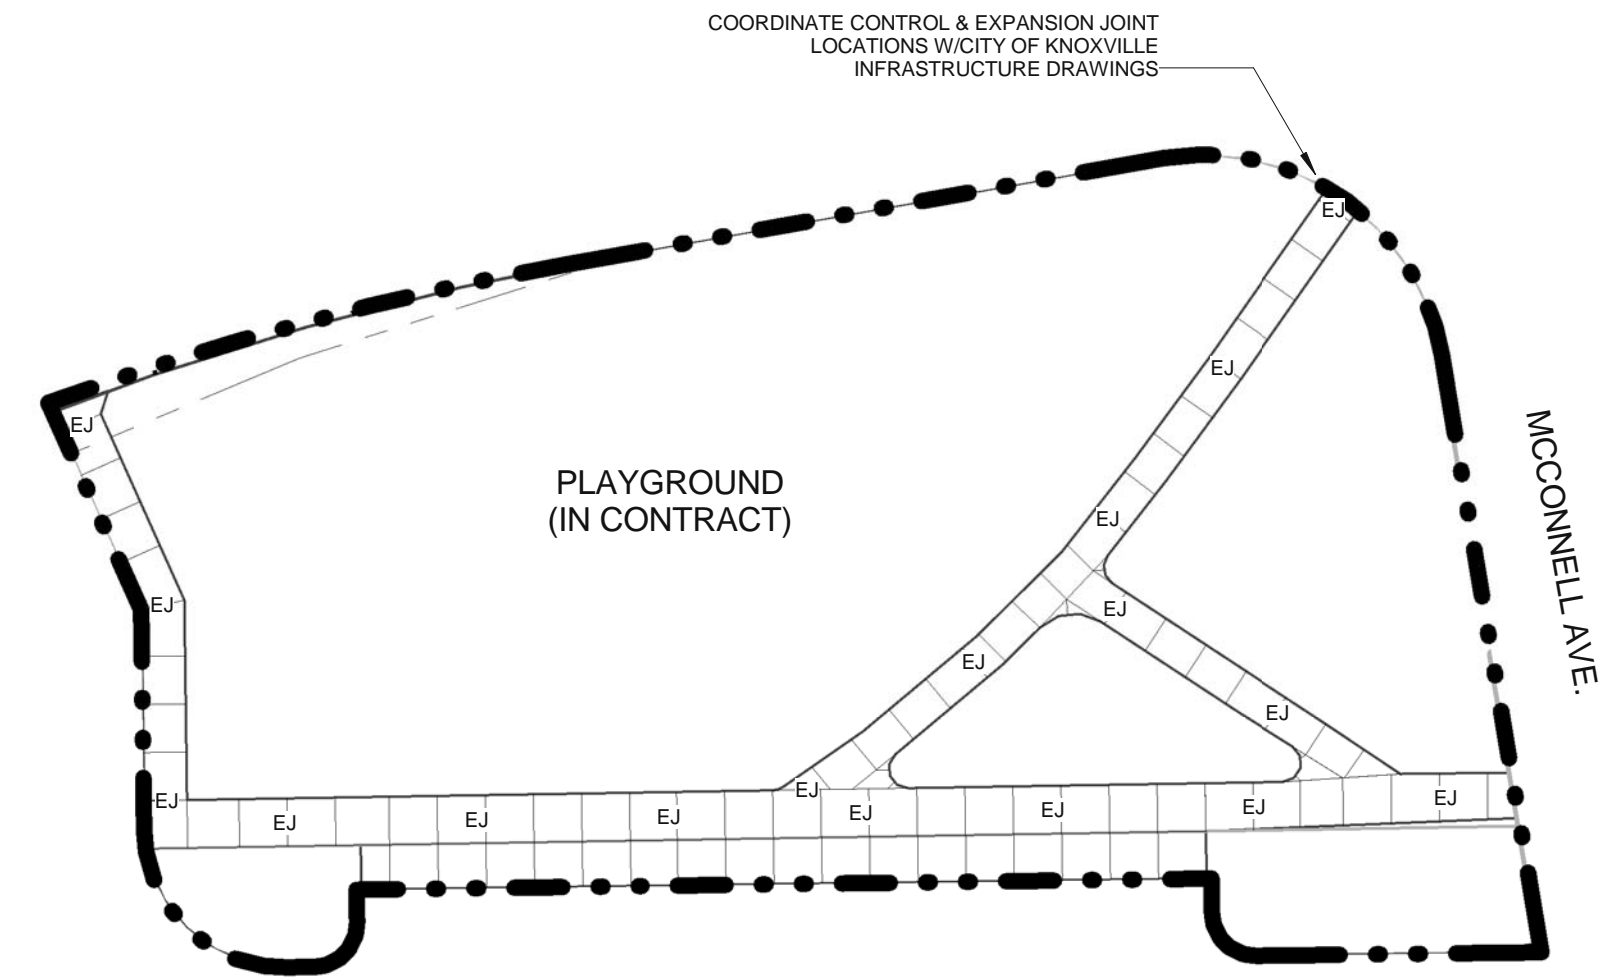 COORDINATE CONTROL & EXPANSION JOINT
LOCATIONS W/CITY OF KNOXVILLE
INFRASTRUCTURE DRAWINGS
EJ
EJ
EJ
MCCONNELL AVE.
PLAYGROUND
(IN CONTRACT)
EJ
EJ
EJ
EJ
EJ
EJ
EJ
EJ
EJ
EJ
EJ
EJ
EJ
EJ